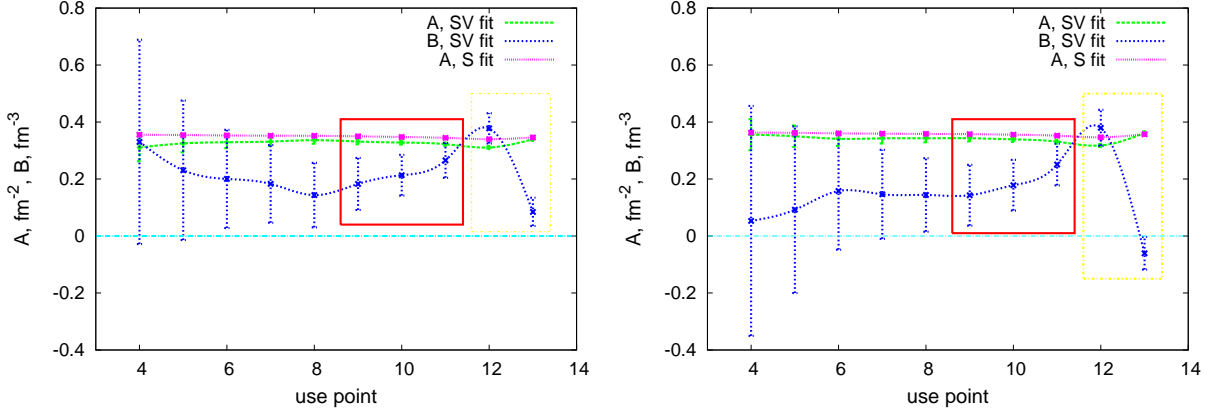 0.8
0.6
0.4
0.2
0
-0.2
-0.4
A, fm⁻² , B, fm⁻³
A, SV fit
B, SV fit
A, S fit
4 6 8 10 12 14
use point
0.8
0.6
0.4
0.2
0
-0.2
-0.4
A, fm⁻² , B, fm⁻³
A, SV fit
B, SV fit
A, S fit
4 6 8 10 12 14
use point